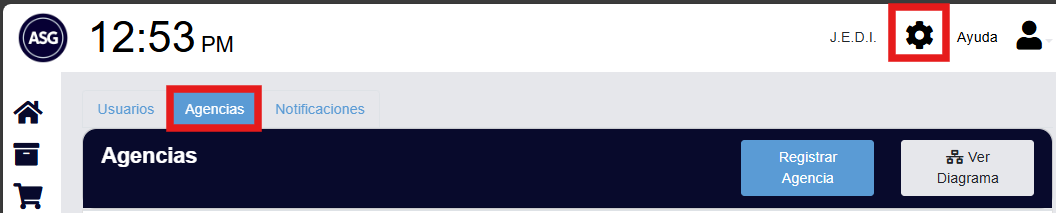 ASG
12:53 PM
J.E.D.I.
Ayuda
Usuarios
Agencias
Notificaciones
Agencias
Registrar
Agencia
Ver
Diagrama